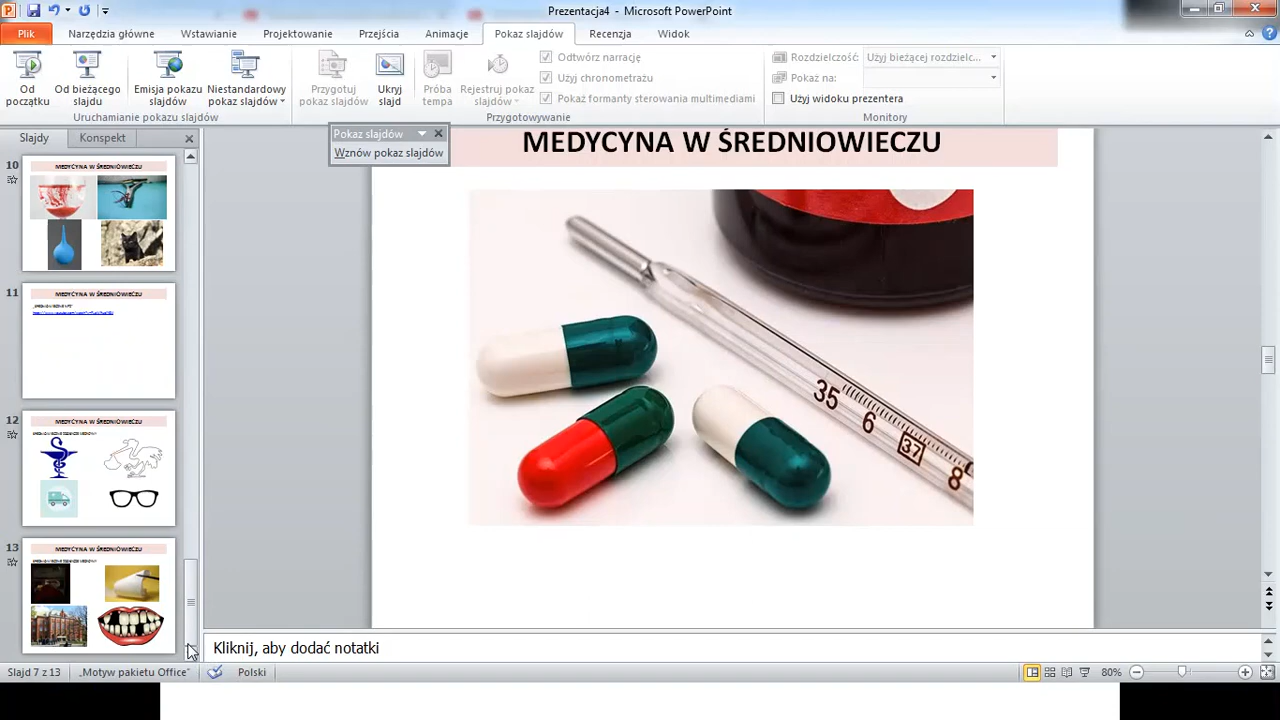 Prezentacja4 - Microsoft PowerPoint
Plik Narzędzia główne Wstawianie Projektowanie Przejścia Animacje Pokaz slajdów Recenzja Widok
Od początku
Od bieżącego slajdu
Emisja pokazu slajdów
Niestandardowy pokaz slajdów
Przygotuj pokaz slajdów
Ukryj slajd
Próba tempa
Rejestruj pokaz slajdów
Odtwórz narrację
Użyj chronometrażu
Pokaż formanty sterowania multimediami
Rozdzielczość: Użyj bieżącej rozdzielc...
Pokaż na:
Użyj widoku prezentera
Uruchamianie pokazu slajdów
Przygotowywanie
Monitory
Slajdy Konspekt
Pokaz slajdów
Wznów pokaz slajdów
10
MEDYCYNA W ŚREDNIOWIECZU
11
MEDYCYNA W ŚREDNIOWIECZU
12
MEDYCYNA W ŚREDNIOWIECZU
13
MEDYCYNA W ŚREDNIOWIECZU
MEDYCYNA W ŚREDNIOWIECZU
35 6 37 8
Kliknij, aby dodać notatki
Slajd 7 z 13 „Motyw pakietu Office" Polski 80%